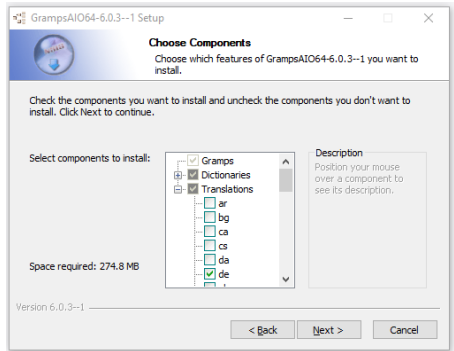 GrampsAIO64-6.0.3--1 Setup
Choose Components
Choose which features of GrampsAIO64-6.0.3--1 you want to
install.
Check the components you want to install and uncheck the components you don't want to
install. Click Next to continue.
Select components to install:
Gramps
Dictionaries
Translations
ar
bg
ca
cs
da
de
Description
Position your mouse
over a component to
see its description.
Space required: 274.8 MB
Version 6.0.3--1
< Back
Next >
Cancel